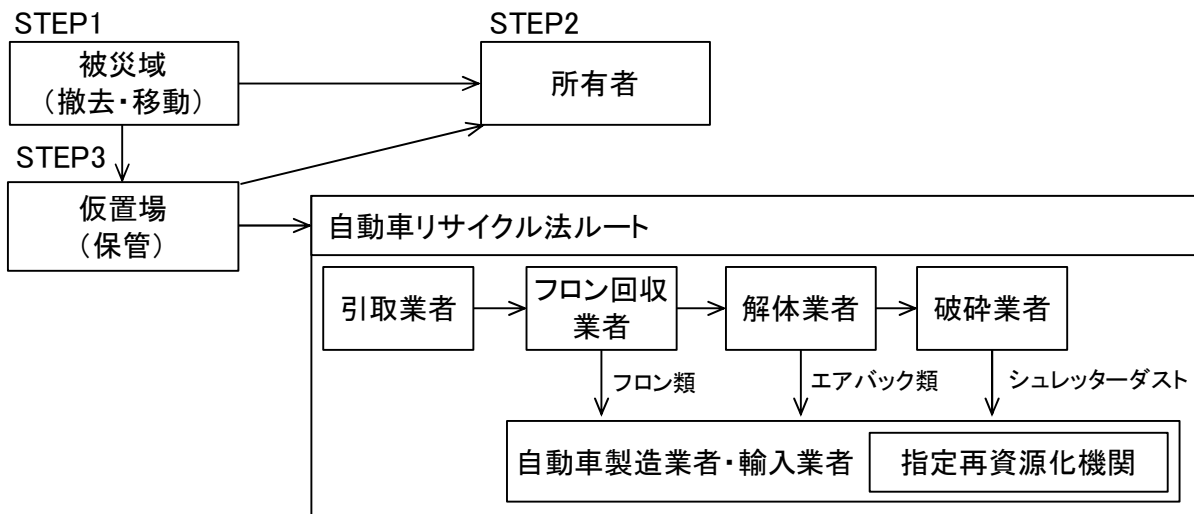 STEP1
STEP2
被災域
（撤去・移動）
所有者
STEP3
仮置場
（保管）
自動車リサイクル法ルート
引取業者
フロン回収
業者
解体業者
破砕業者
フロン類
エアバック類
シュレッターダスト
自動車製造業者・輸入業者
指定再資源化機関